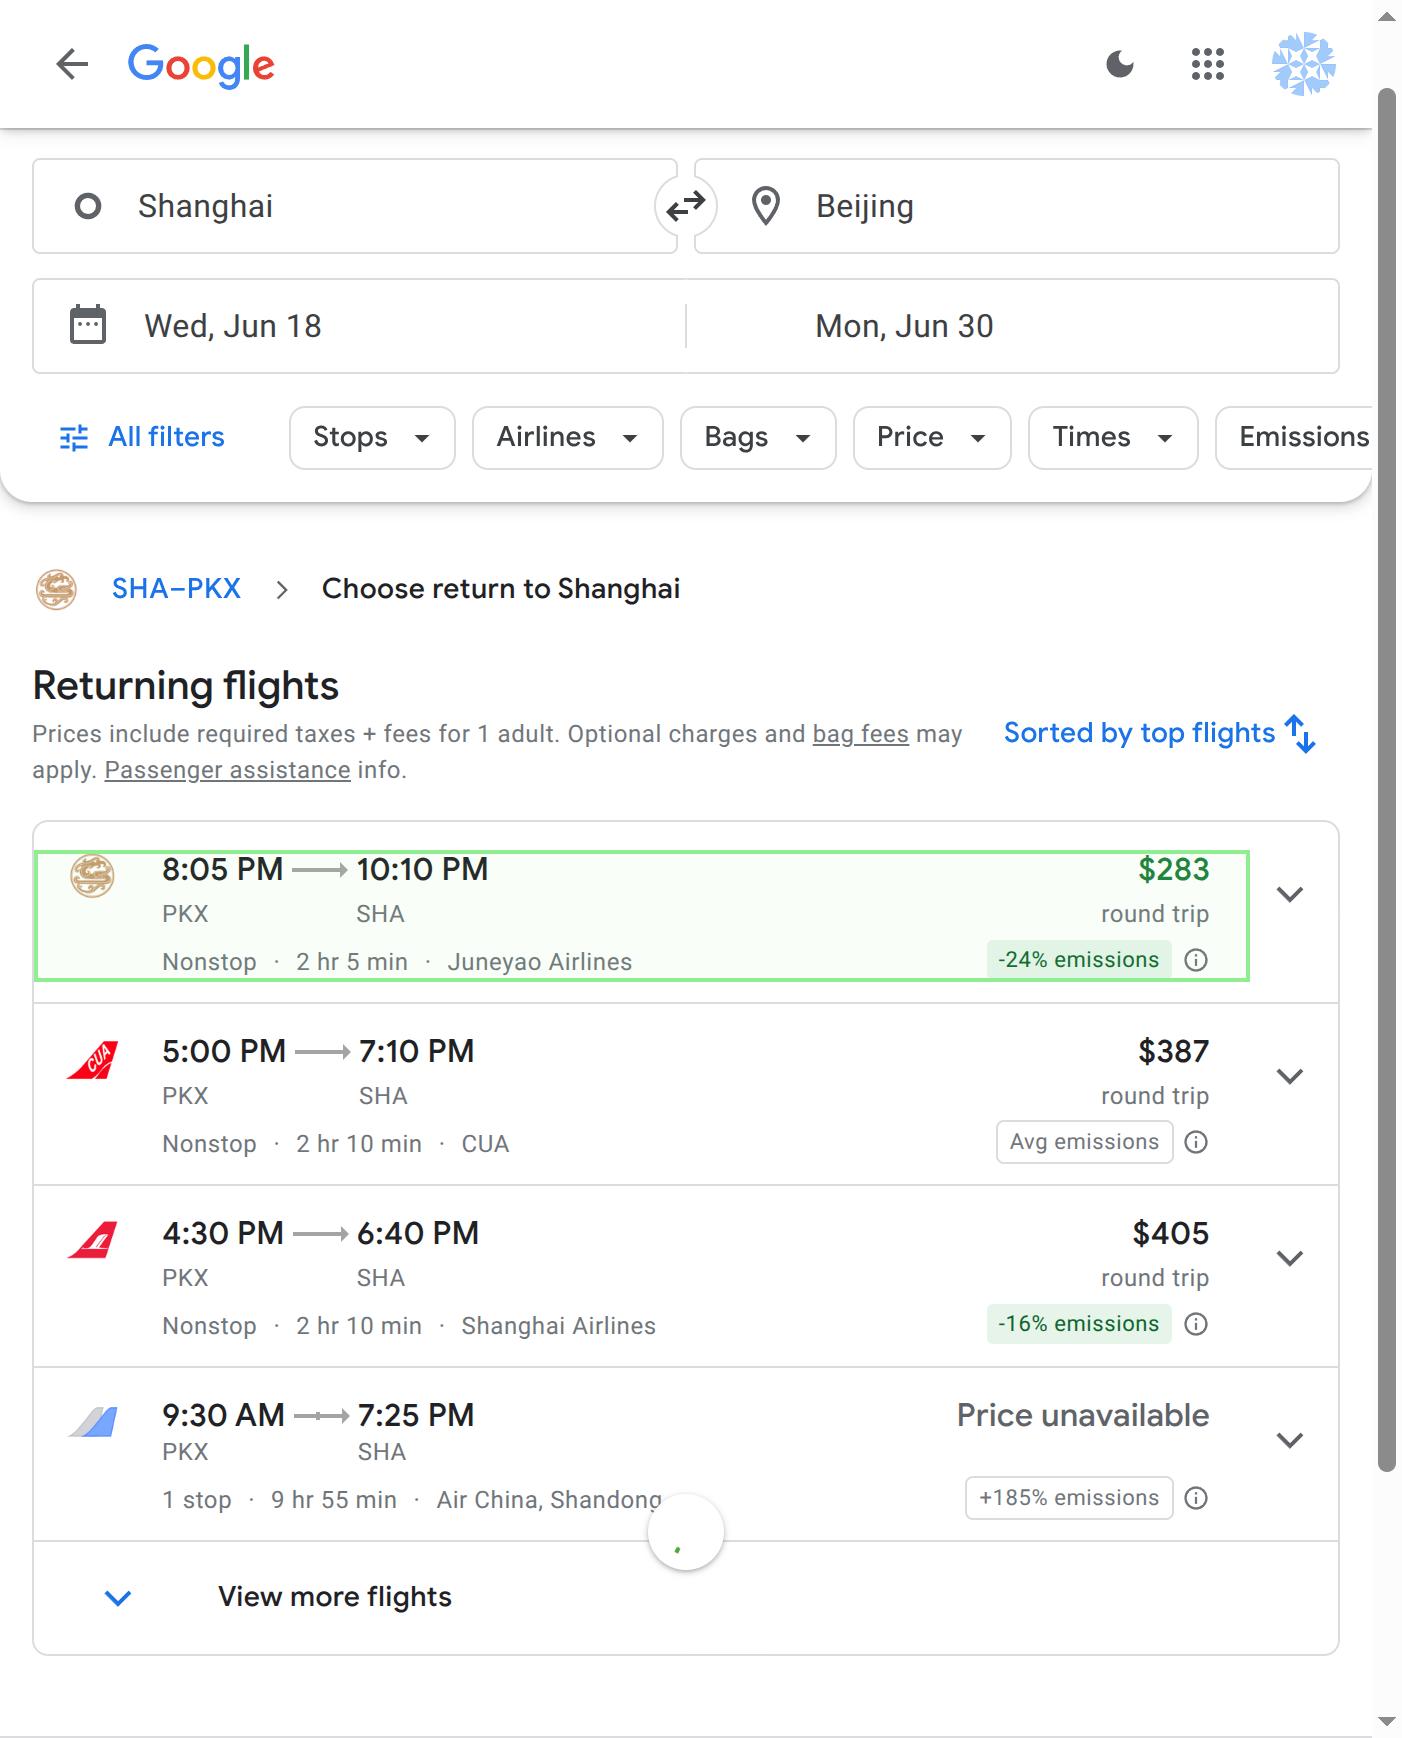 Google
Shanghai
Beijing
Wed, Jun 18
Mon, Jun 30
All filters
Stops
Airlines
Bags
Price
Times
Emissions
SHA–PKX
Choose return to Shanghai
Returning flights
Prices include required taxes + fees for 1 adult. Optional charges and bag fees may
apply. Passenger assistance info.
Sorted by top flights
8:05 PM
10:10 PM
$283
PKX
SHA
round trip
Nonstop · 2 hr 5 min · Juneyao Airlines
-24% emissions
CUA
5:00 PM
7:10 PM
$387
PKX
SHA
round trip
Nonstop · 2 hr 10 min · CUA
Avg emissions
4:30 PM
6:40 PM
$405
PKX
SHA
round trip
Nonstop · 2 hr 10 min · Shanghai Airlines
-16% emissions
9:30 AM
7:25 PM
Price unavailable
PKX
SHA
1 stop · 9 hr 55 min · Air China, Shandong
+185% emissions
View more flights